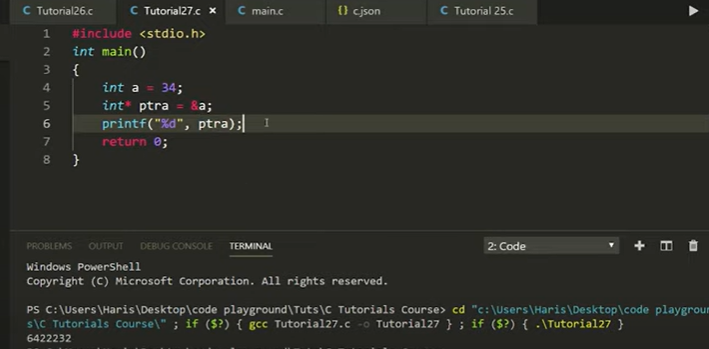 Tutorial26.c Tutorial27.c × main.c c.json Tutorial 25.c
1 #include <stdio.h>
2 int main()
3 {
4 int a = 34;
5 int* ptra = &a;
6 printf("%d", ptra);
7 return 0;
8 }
PROBLEMS OUTPUT DEBUG CONSOLE TERMINAL 2: Code
Windows PowerShell
Copyright (C) Microsoft Corporation. All rights reserved.
PS C:\Users\Haris\Desktop\code playground\Tuts\C Tutorials Course> cd "c:\Users\Haris\Desktop\code playgroun
s\C Tutorials Course\" ; if ($?) { gcc Tutorial27.c -o Tutorial27 } ; if ($?) { .\Tutorial27 }
6422232